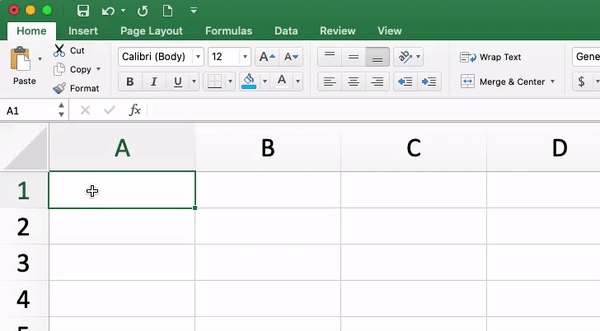 Home Insert Page Layout Formulas Data Review View
Paste
Cut
Copy
Format
Calibri (Body) 12 A A
B I U A
Wrap Text
Merge & Center
Gene
$
A1 fx
A B C D
1
2
3
4